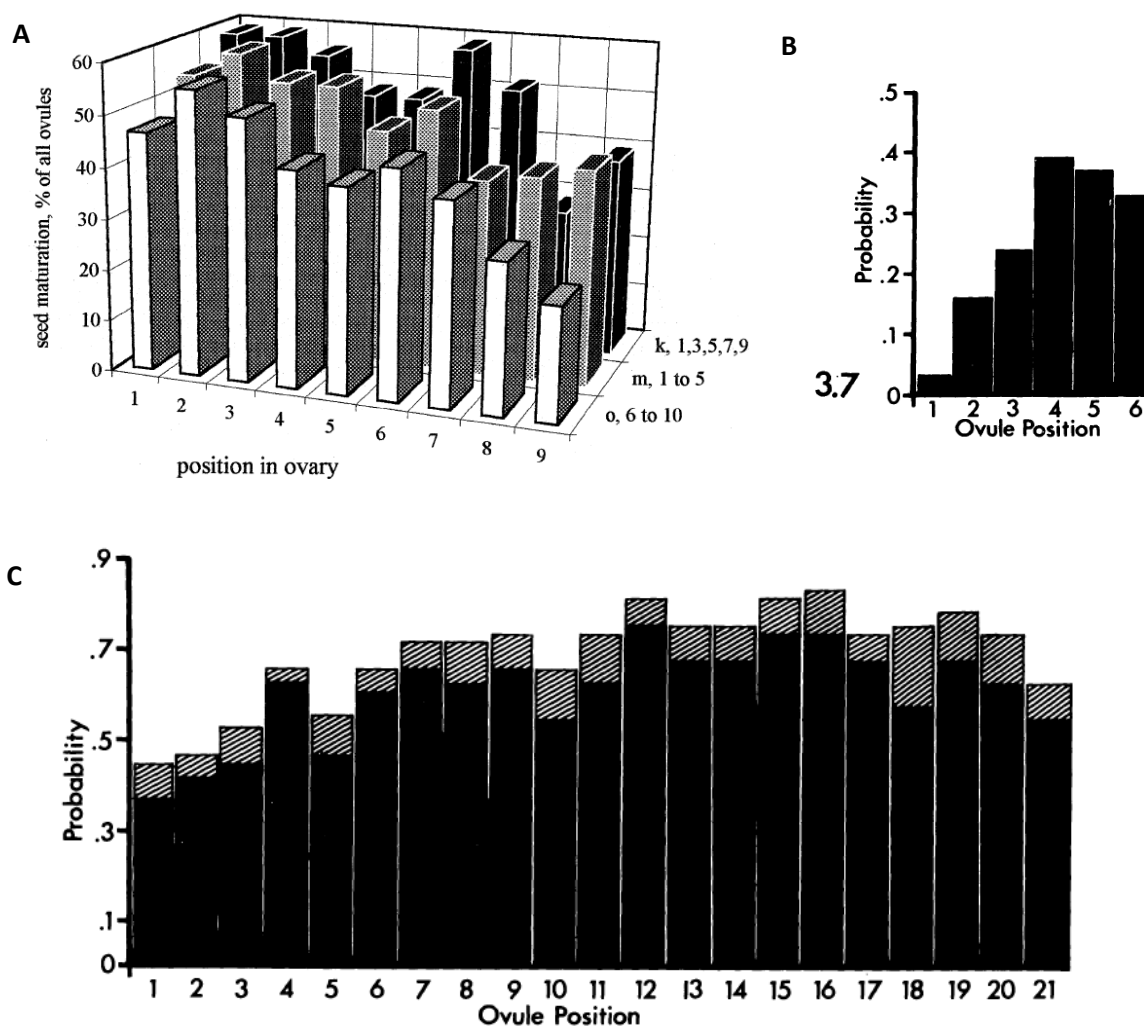 A
60
50
40
30
20
10
0
seed maturation, % of all ovules
1 2 3 4 5 6 7 8 9
position in ovary
k, 1,3,5,7,9
m, 1 to 5
o, 6 to 10
B
.5
.4
.3
.2
.1
0
Probability
3.7
1 2 3 4 5 6
Ovule Position
C
.9
.7
.5
.3
.1
0
Probability
1 2 3 4 5 6 7 8 9 10 11 12 13 14 15 16 17 18 19 20 21
Ovule Position